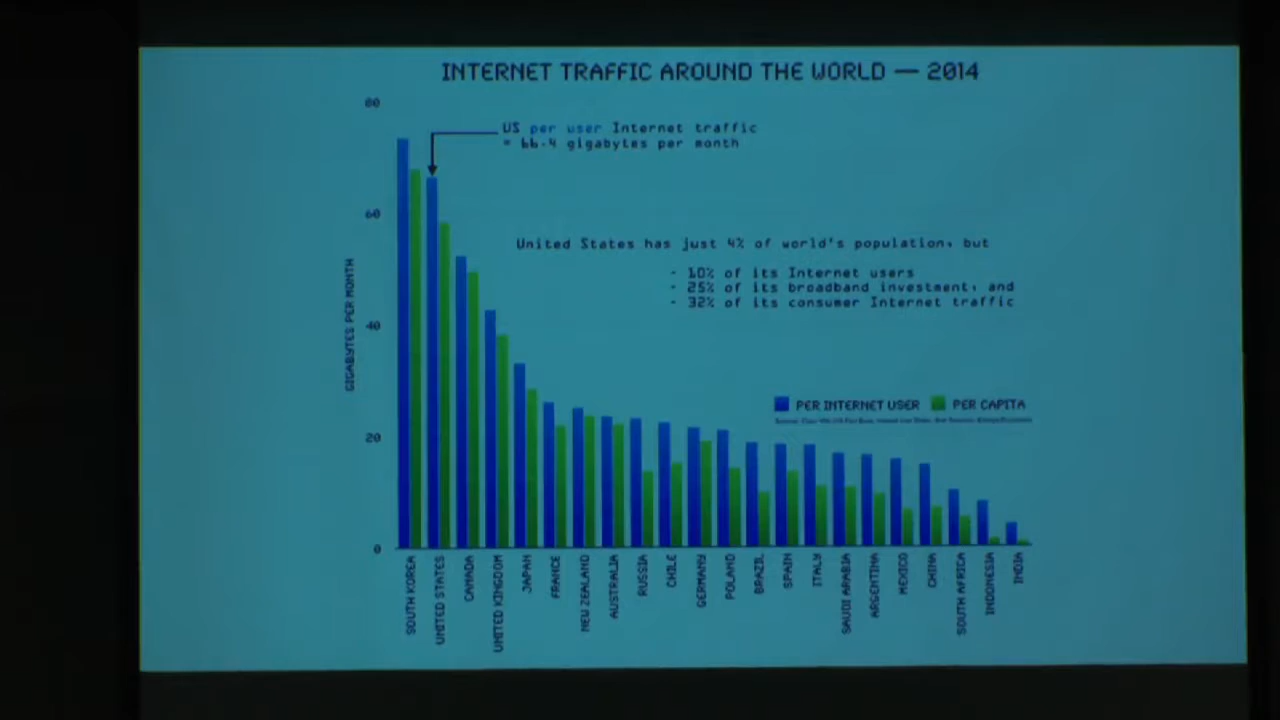 INTERNET TRAFFIC AROUND THE WORLD — 2014
80
US per user Internet traffic
= 66.4 gigabytes per month
60
United States has just 4% of world's population, but
- 10% of its Internet users
- 25% of its broadband investment, and
- 32% of its consumer Internet traffic
GIGABYTES PER MONTH
40
PER INTERNET USER PER CAPITA
20
0
SOUTH KOREA
UNITED STATES
CANADA
UNITED KINGDOM
JAPAN
FRANCE
NEW ZEALAND
AUSTRALIA
RUSSIA
CHILE
GERMANY
POLAND
BRAZIL
SPAIN
ITALY
SAUDI ARABIA
ARGENTINA
MEXICO
CHINA
SOUTH AFRICA
INDONESIA
INDIA